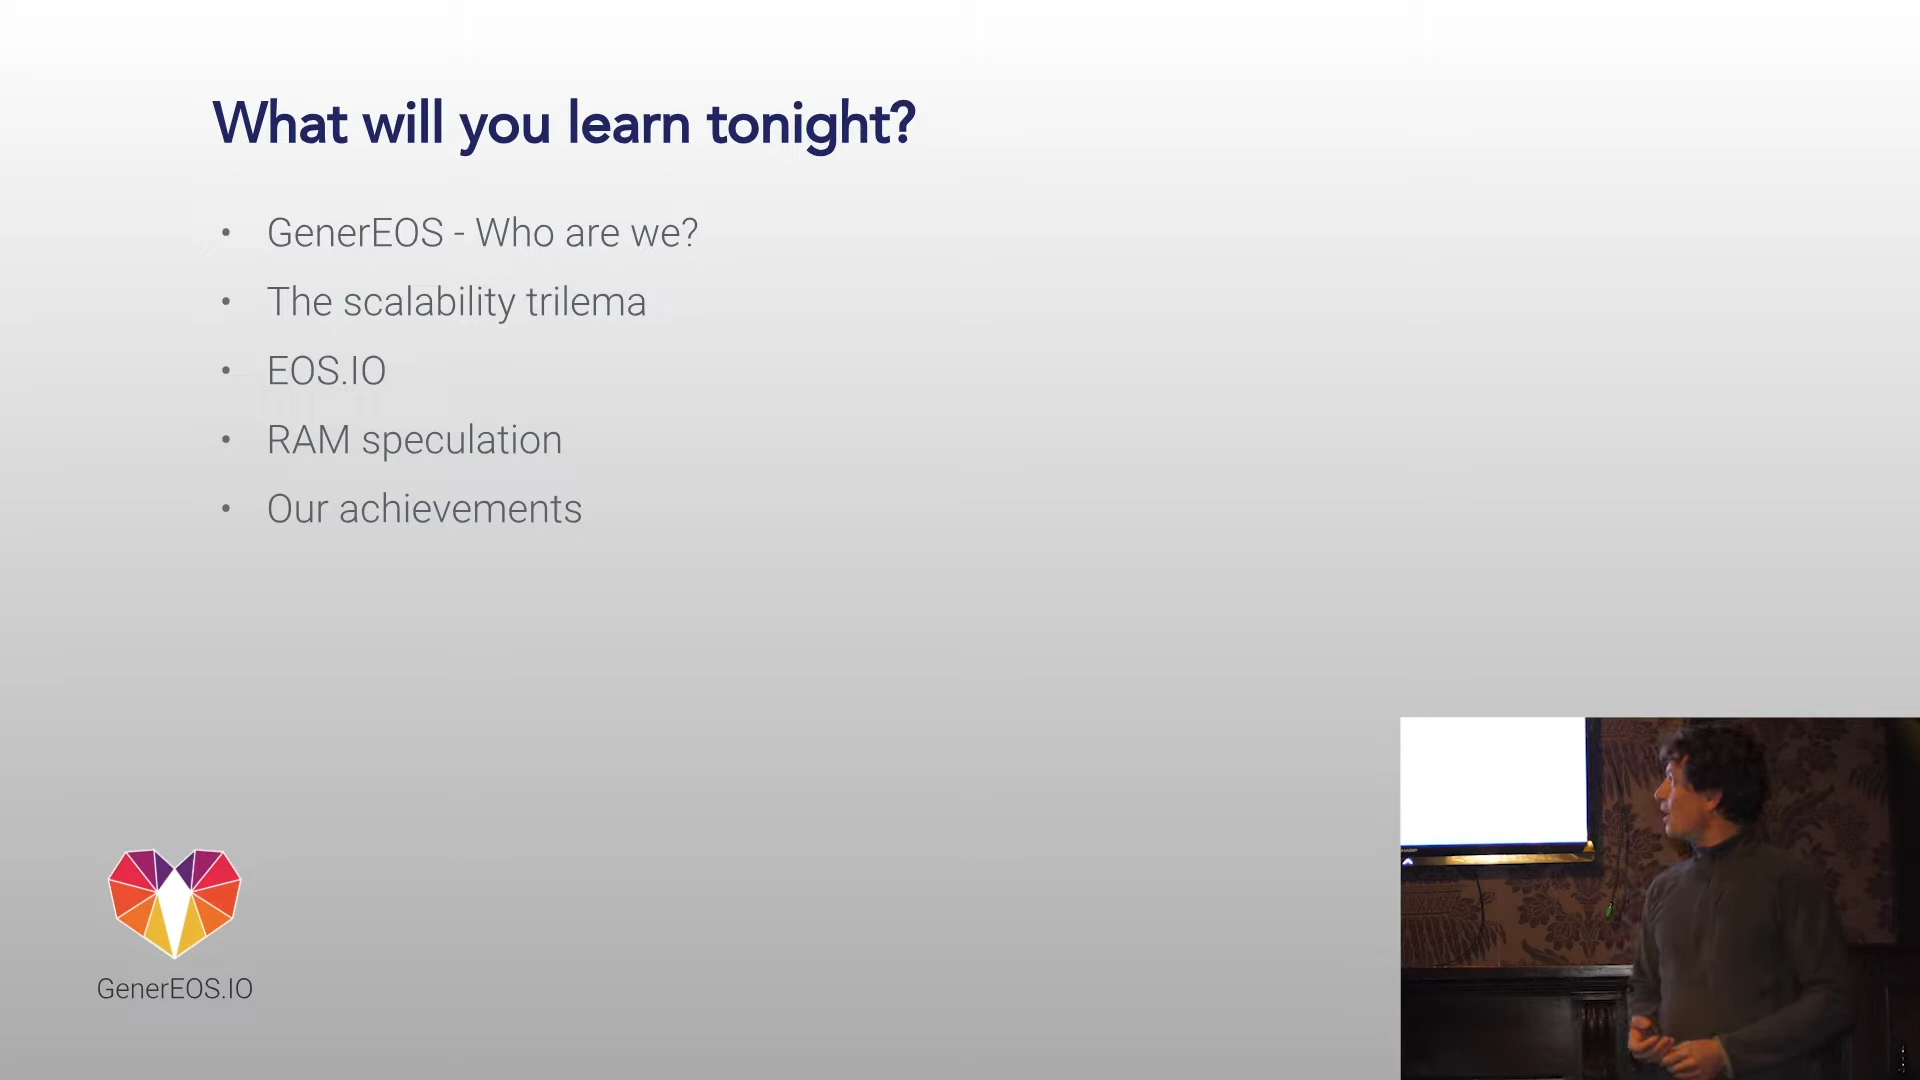 What will you learn tonight?
• GenerEOS - Who are we?
• The scalability trilema
• EOS.IO
• RAM speculation
• Our achievements
GenerEOS.IO
SHARP